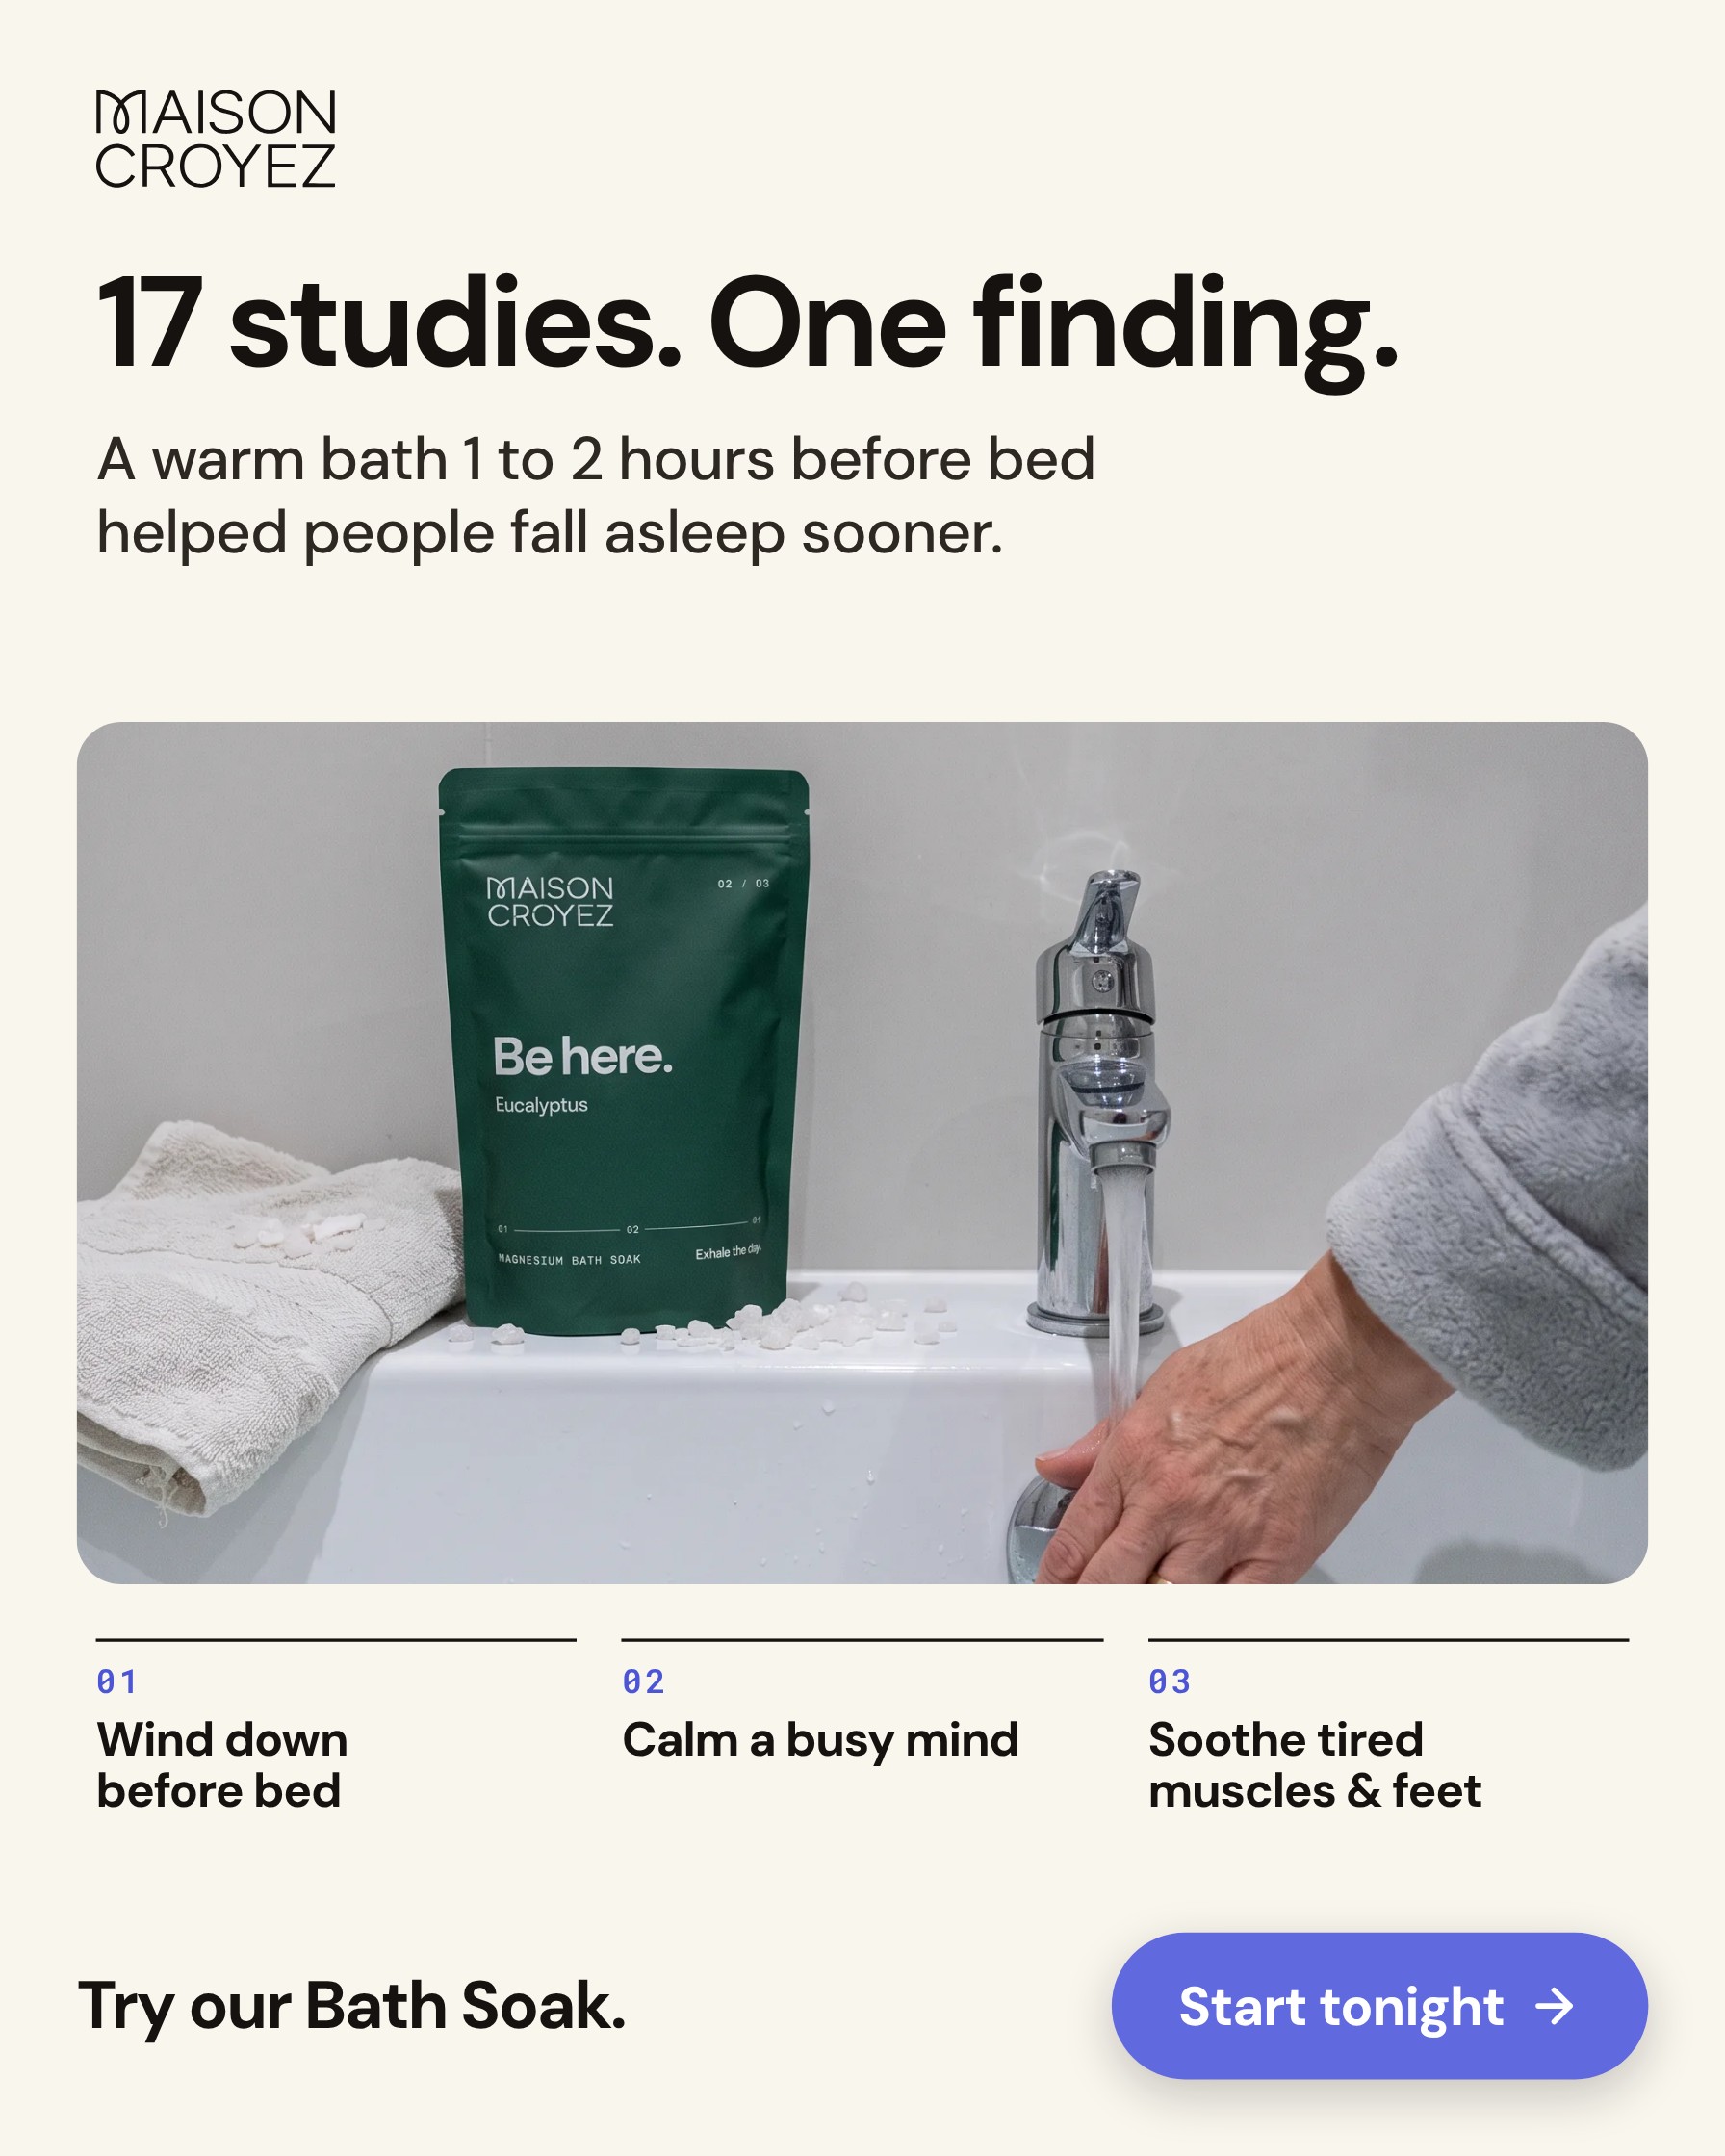 MAISON
CROYEZ
17 studies. One finding.
A warm bath 1 to 2 hours before bed
helped people fall asleep sooner.
MAISON
CROYEZ
02 / 03
Be here.
Eucalyptus
01 02
MAGNESIUM BATH SOAK
Exhale the day.
01
Wind down
before bed
02
Calm a busy mind
03
Soothe tired
muscles & feet
Try our Bath Soak.
Start tonight →